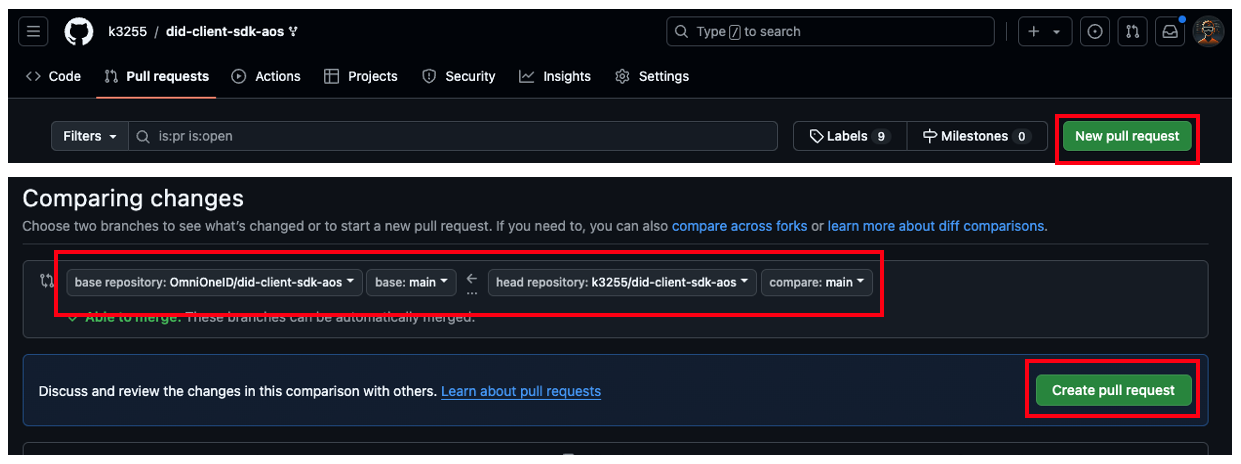 k3255 / did-client-sdk-aos Type / to search
Code Pull requests Actions Projects Security Insights Settings
Filters is:pr is:open Labels 9 Milestones 0 New pull request
Comparing changes
Choose two branches to see what's changed or to start a new pull request. If you need to, you can also compare across forks or learn more about diff comparisons.
base repository: OmniOneID/did-client-sdk-aos base: main ← head repository: k3255/did-client-sdk-aos compare: main
...
Able to merge. These branches can be automatically merged.
Discuss and review the changes in this comparison with others. Learn about pull requests Create pull request